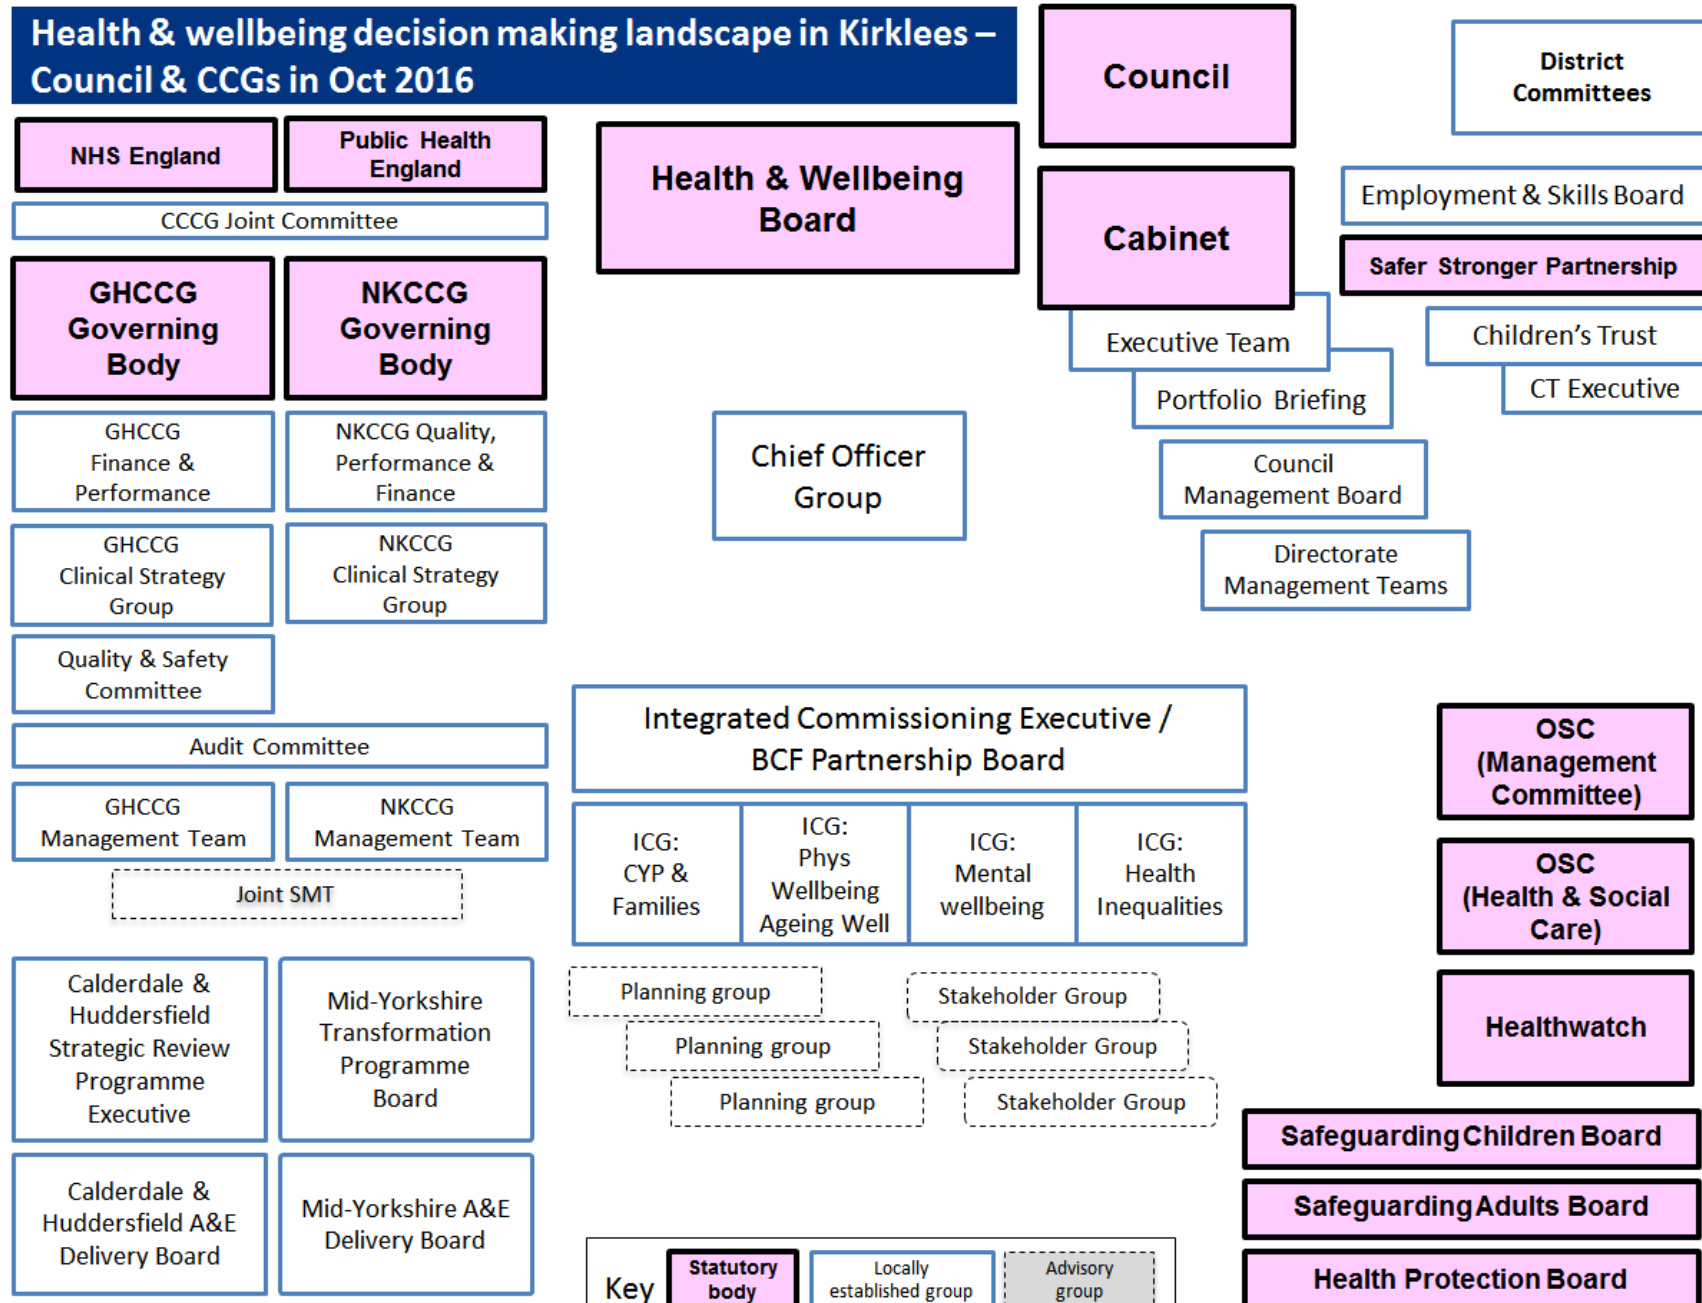 Health & wellbeing decision making landscape in Kirklees –
Council & CCGs in Oct 2016
NHS England
Public Health
England
CCCG Joint Committee
GHCCG
Governing
Body
NKCCG
Governing
Body
GHCCG
Finance &
Performance
NKCCG Quality,
Performance &
Finance
GHCCG
Clinical Strategy
Group
NKCCG
Clinical Strategy
Group
Quality & Safety
Committee
Audit Committee
GHCCG
Management Team
NKCCG
Management Team
Joint SMT
Calderdale &
Huddersfield
Strategic Review
Programme
Executive
Mid-Yorkshire
Transformation
Programme
Board
Calderdale &
Huddersfield A&E
Delivery Board
Mid-Yorkshire A&E
Delivery Board
Health & Wellbeing
Board
Chief Officer
Group
Integrated Commissioning Executive /
BCF Partnership Board
ICG:
CYP &
Families
ICG:
Phys
Wellbeing
Ageing Well
ICG:
Mental
wellbeing
ICG:
Health
Inequalities
Planning group
Planning group
Planning group
Stakeholder Group
Stakeholder Group
Stakeholder Group
Key
Statutory
body
Locally
established group
Advisory
group
Council
Cabinet
Executive Team
Portfolio Briefing
Council
Management Board
Directorate
Management Teams
District
Committees
Employment & Skills Board
Safer Stronger Partnership
Children's Trust
CT Executive
OSC
(Management
Committee)
OSC
(Health & Social
Care)
Healthwatch
Safeguarding Children Board
Safeguarding Adults Board
Health Protection Board